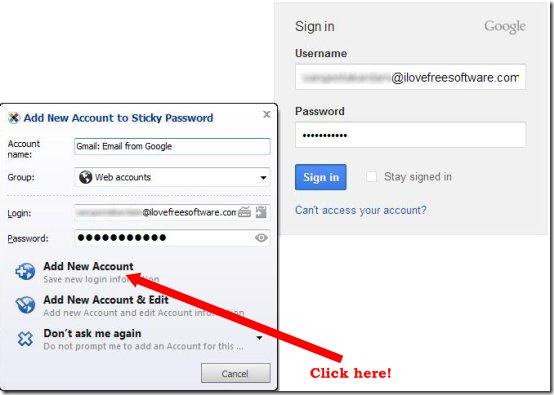 Sign in
Google
Username
@ilovefreesoftware.com
Password
Sign in
Stay signed in
Can't access your account?
Add New Account to Sticky Password
Account name:
Gmail: Email from Google
Group:
Web accounts
Login:
@ilovefreesoftware.com
Password:
Add New Account
Save new login information
Add New Account & Edit
Add new Account and edit Account information
Don't ask me again
Do not prompt me to add an Account for this ...
Cancel
Click here!